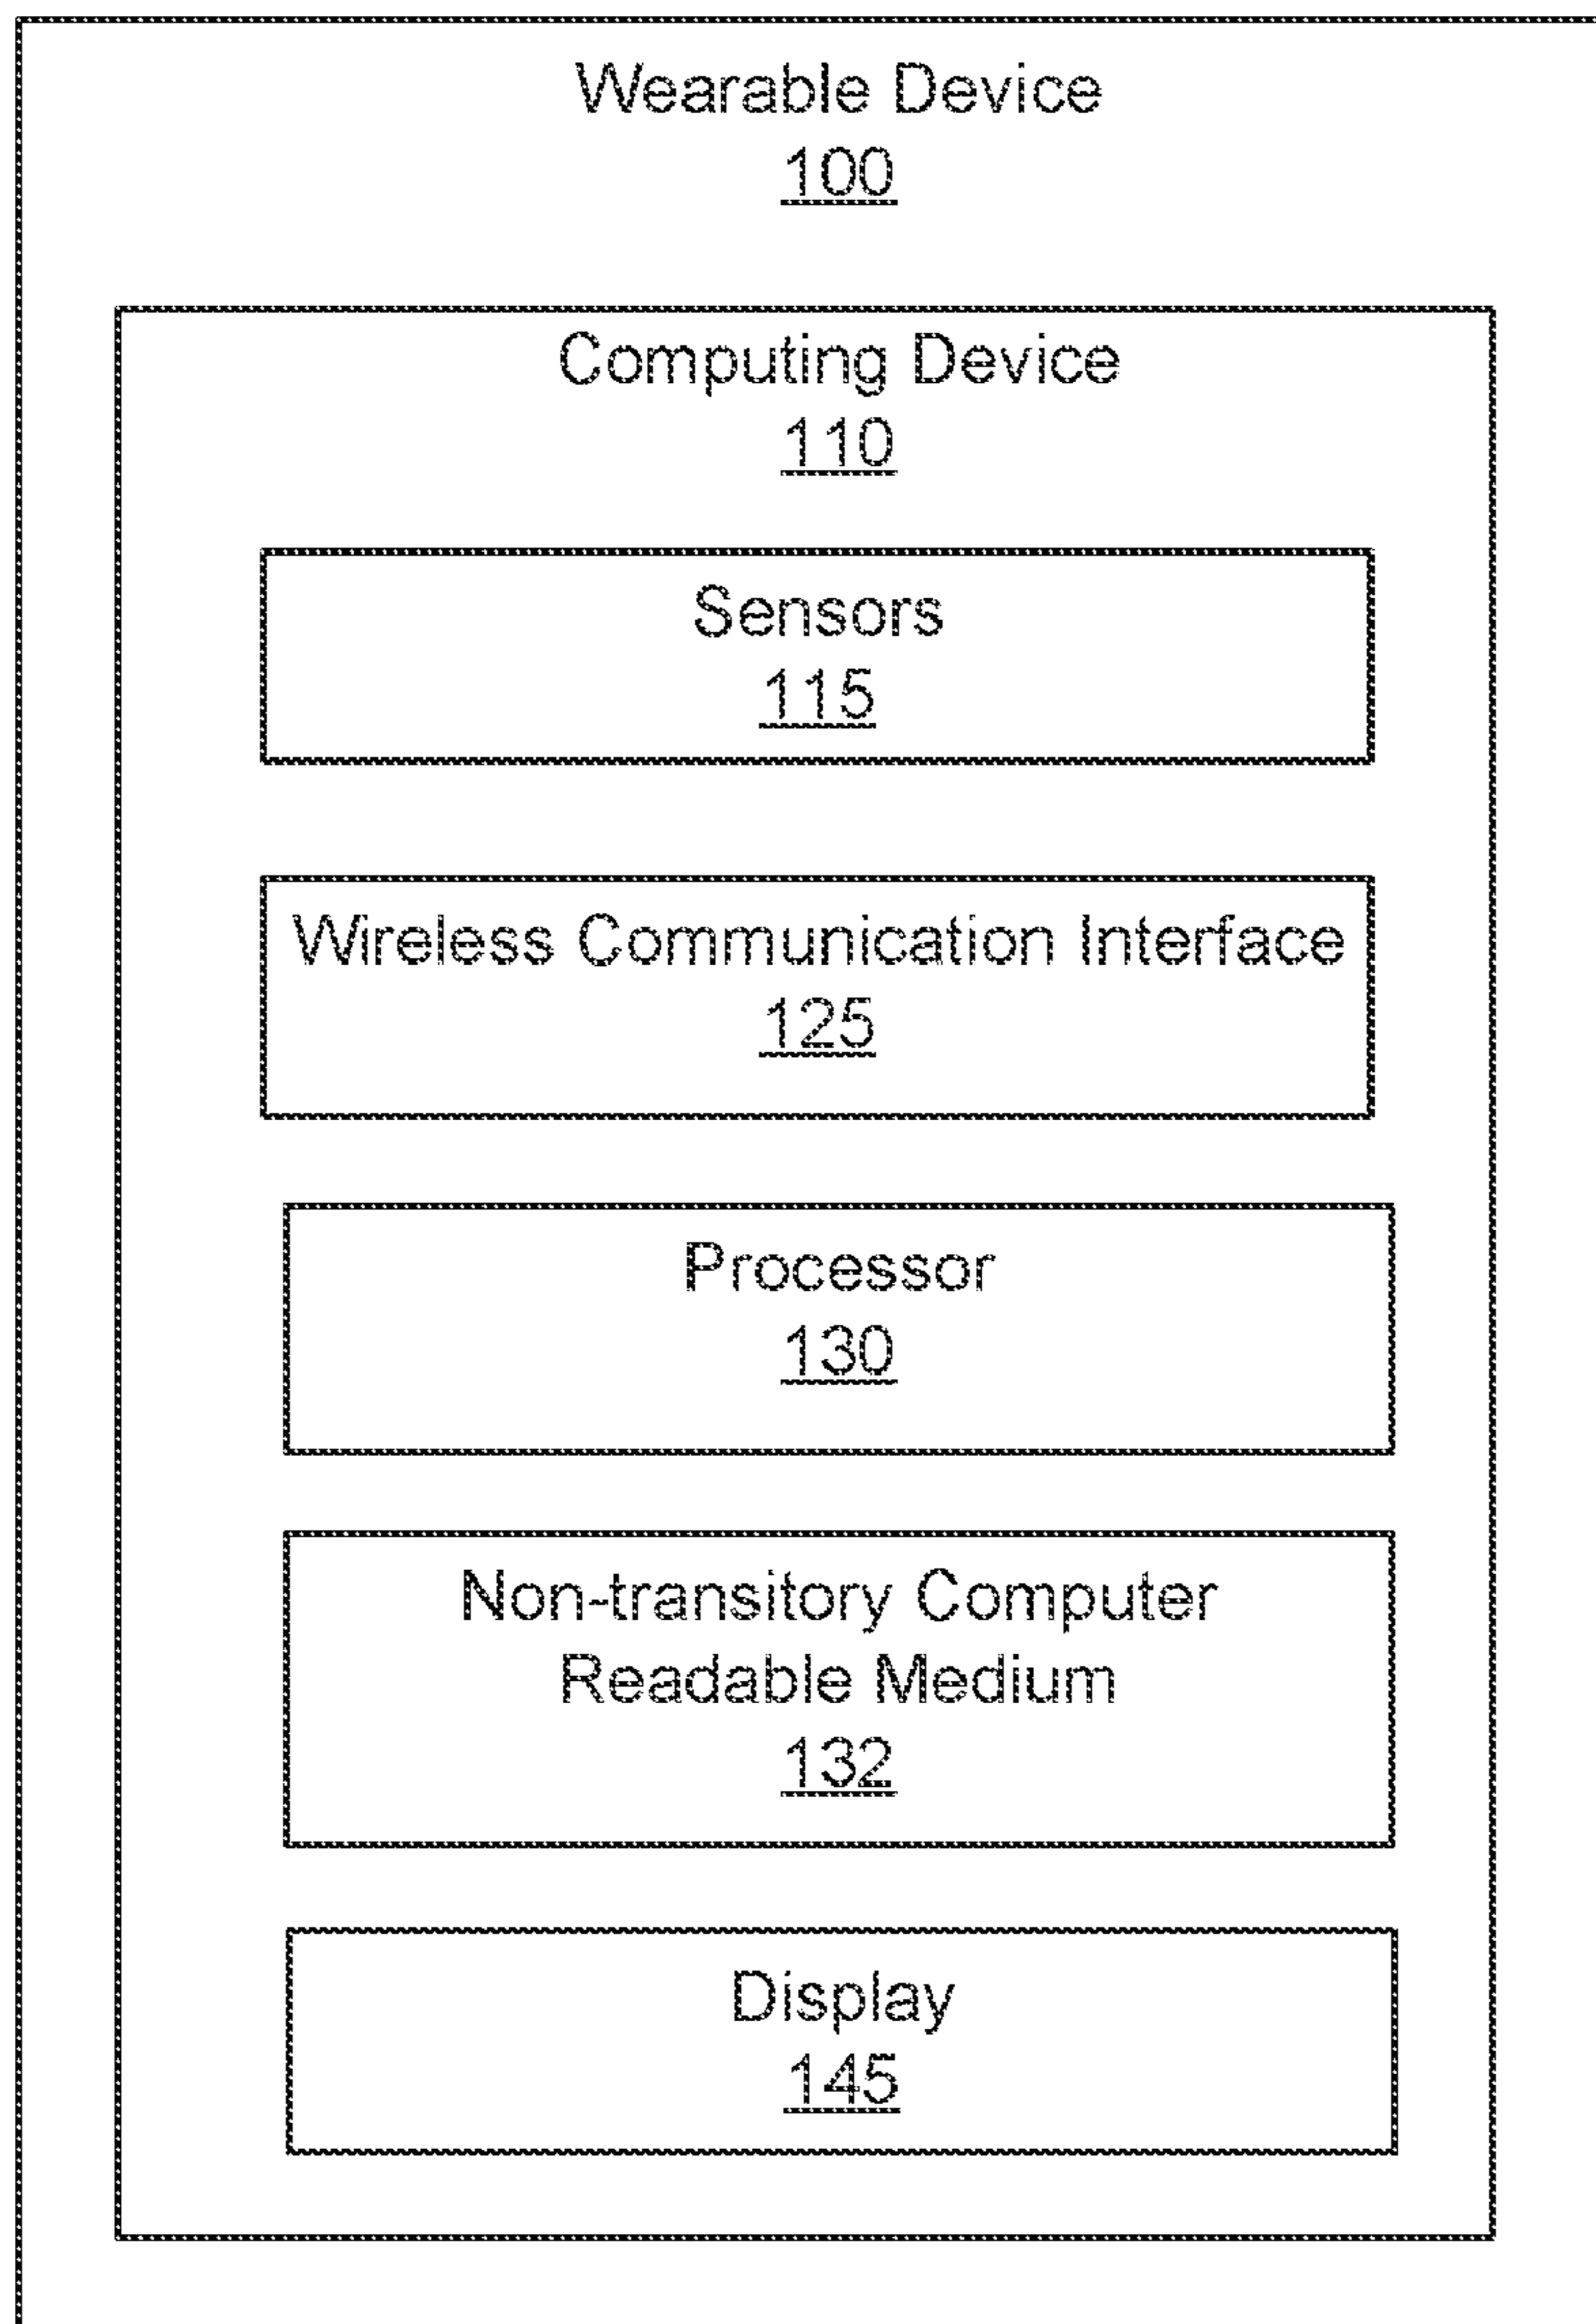 Wearable Device
100
Computing Device
110
Sensors
115
Wireless Communication Interface
125
Processor
130
Non-transitory Computer
Readable Medium
132
Display
145